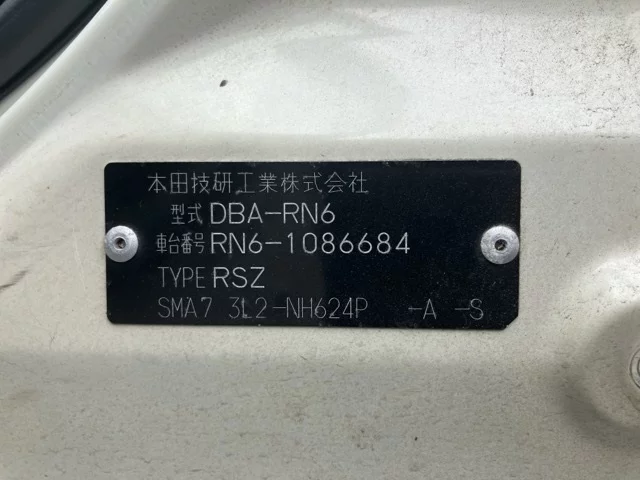 本田技研工業株式会社
型式 DBA-RN6
車台番号 RN6-1086684
TYPE RSZ
SMA7 3L2-NH624P -A -S